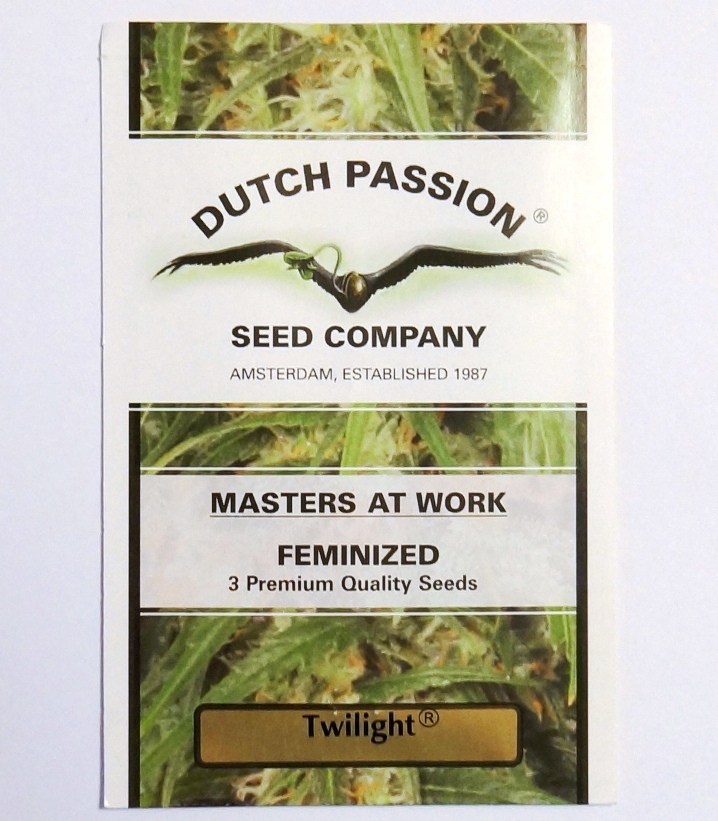 DUTCH PASSION®
SEED COMPANY
AMSTERDAM, ESTABLISHED 1987
MASTERS AT WORK
FEMINIZED
3 Premium Quality Seeds
Twilight®